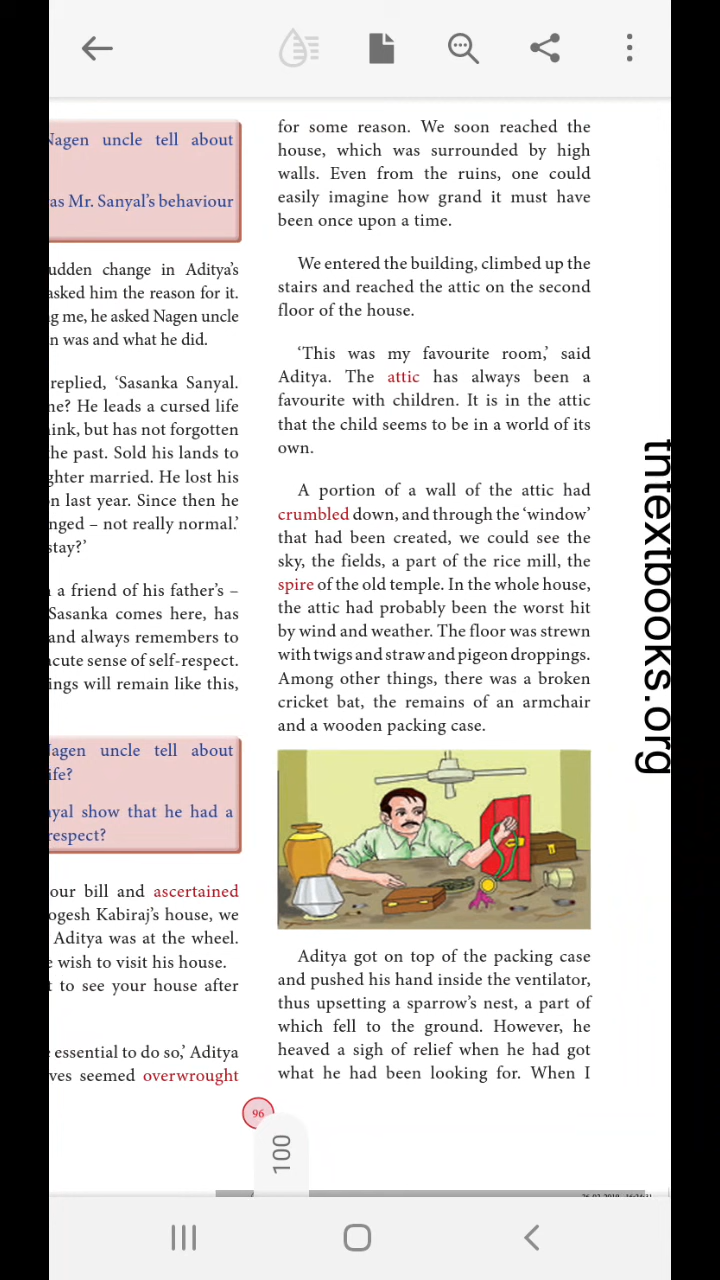 Nagen uncle tell about
as Mr. Sanyal's behaviour
udden change in Aditya's
asked him the reason for it.
g me, he asked Nagen uncle
n was and what he did.
replied, 'Sasanka Sanyal.
ne? He leads a cursed life
ink, but has not forgotten
he past. Sold his lands to
ghter married. He lost his
n last year. Since then he
nged – not really normal.'
stay?'
a friend of his father's –
Sasanka comes here, has
and always remembers to
acute sense of self-respect.
ings will remain like this,
Nagen uncle tell about
ife?
nyal show that he had a
respect?
our bill and ascertained
ogesh Kabiraj's house, we
Aditya was at the wheel.
e wish to visit his house.
t to see your house after
essential to do so,' Aditya
ves seemed overwrought
for some reason. We soon reached the
house, which was surrounded by high
walls. Even from the ruins, one could
easily imagine how grand it must have
been once upon a time.
We entered the building, climbed up the
stairs and reached the attic on the second
floor of the house.
'This was my favourite room,' said
Aditya. The attic has always been a
favourite with children. It is in the attic
that the child seems to be in a world of its
own.
A portion of a wall of the attic had
crumbled down, and through the 'window'
that had been created, we could see the
sky, the fields, a part of the rice mill, the
spire of the old temple. In the whole house,
the attic had probably been the worst hit
by wind and weather. The floor was strewn
with twigs and straw and pigeon droppings.
Among other things, there was a broken
cricket bat, the remains of an armchair
and a wooden packing case.
Aditya got on top of the packing case
and pushed his hand inside the ventilator,
thus upsetting a sparrow's nest, a part of
which fell to the ground. However, he
heaved a sigh of relief when he had got
what he had been looking for. When I
96
100
tntextbooks.org